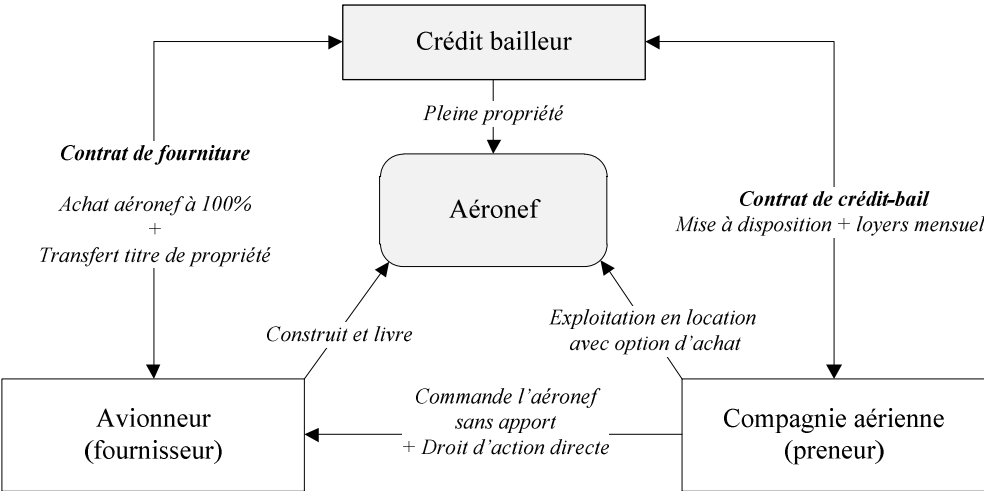 Crédit bailleur
Pleine propriété
Contrat de fourniture
Achat aéronef à 100%
+
Transfert titre de propriété
Aéronef
Contrat de crédit-bail
Mise à disposition + loyers mensuel
Construit et livre
Exploitation en location
avec option d’achat
Avionneur
(fournisseur)
Commande l’aéronef
sans apport
+ Droit d’action directe
Compagnie aérienne
(preneur)